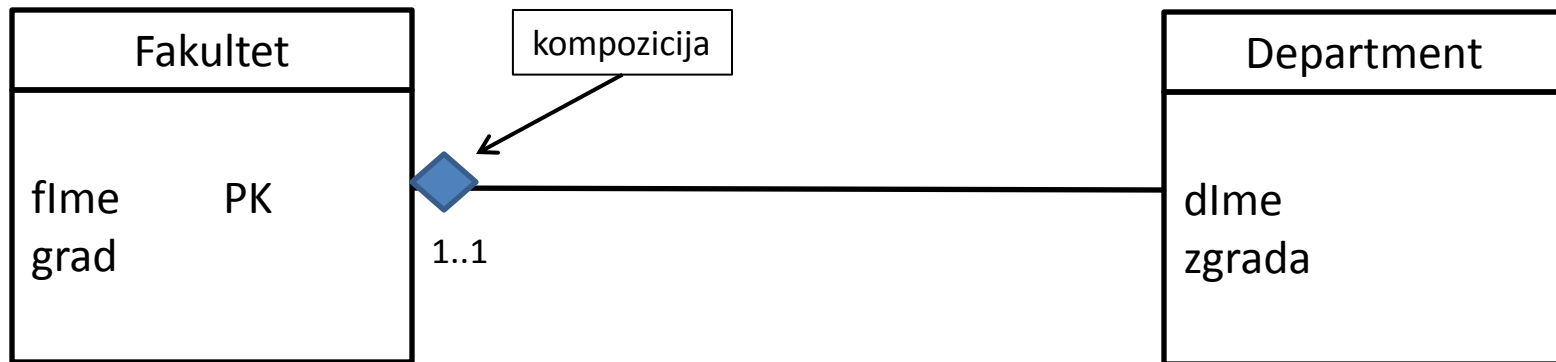 Fakultet
fIme PK
grad
kompozicija
1..1
Department
dIme
zgrada